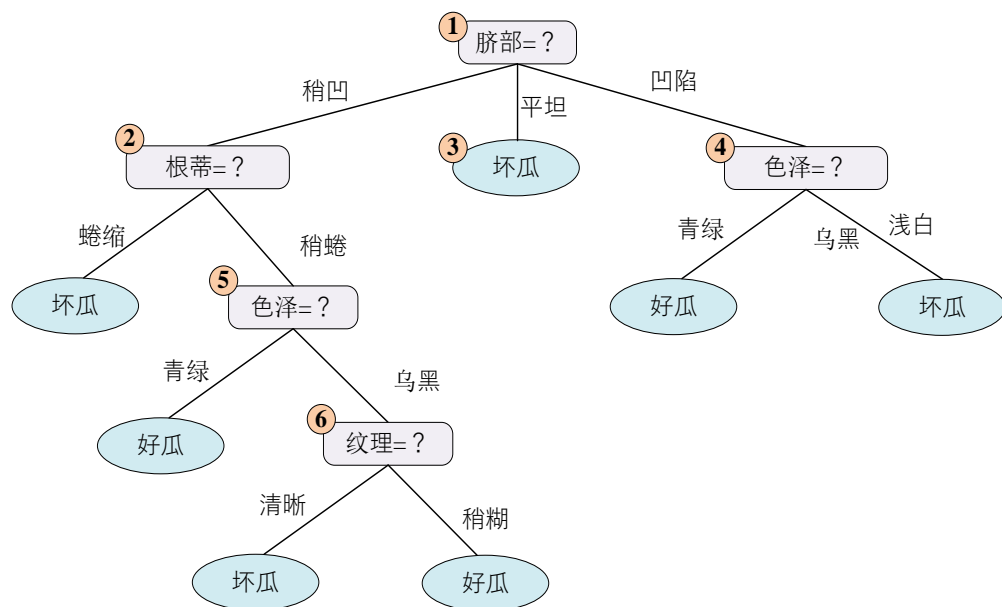 1
脐部=？
稍凹
平坦
凹陷
2
根蒂=？
3
坏瓜
4
色泽=？
蜷缩
稍蜷
青绿
乌黑
浅白
坏瓜
5
色泽=？
好瓜
坏瓜
青绿
乌黑
好瓜
6
纹理=？
清晰
稍糊
坏瓜
好瓜